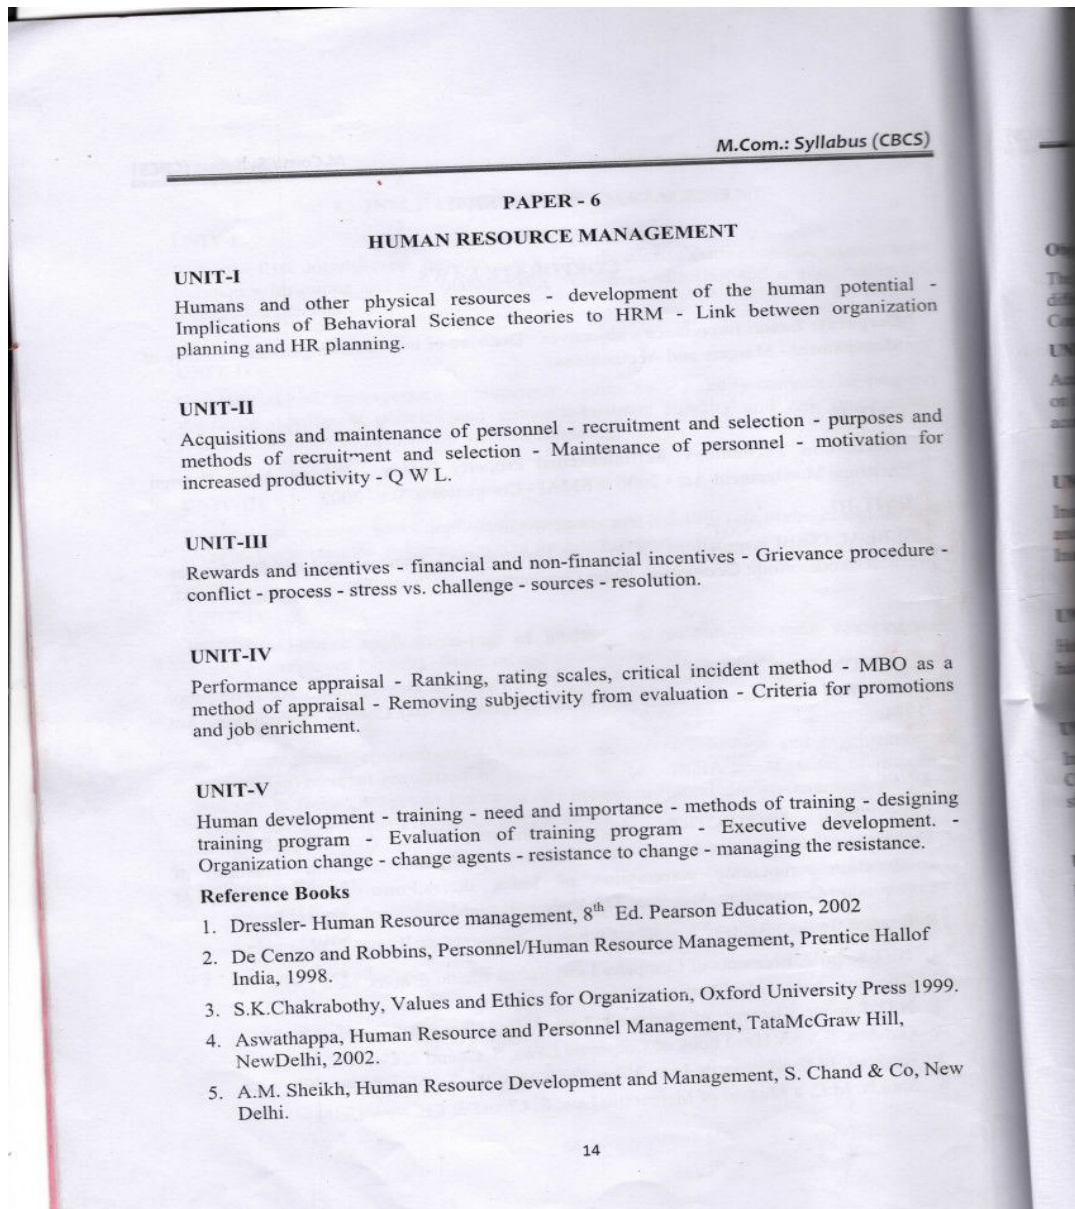 M.Com.: Syllabus (CBCS)
PAPER - 6
HUMAN RESOURCE MANAGEMENT
UNIT-I
Humans and other physical resources - development of the human potential -
Implications of Behavioral Science theories to HRM - Link between organization
planning and HR planning.
UNIT-II
Acquisitions and maintenance of personnel - recruitment and selection - purposes and
methods of recruitment and selection - Maintenance of personnel - motivation for
increased productivity - Q W L.
UNIT-III
Rewards and incentives - financial and non-financial incentives - Grievance procedure -
conflict - process - stress vs. challenge - sources - resolution.
UNIT-IV
Performance appraisal - Ranking, rating scales, critical incident method - MBO as a
method of appraisal - Removing subjectivity from evaluation - Criteria for promotions
and job enrichment.
UNIT-V
Human development - training - need and importance - methods of training - designing
training program - Evaluation of training program - Executive development. -
Organization change - change agents - resistance to change - managing the resistance.
Reference Books
1. Dressler- Human Resource management, 8th Ed. Pearson Education, 2002
2. De Cenzo and Robbins, Personnel/Human Resource Management, Prentice Hallof
India, 1998.
3. S.K.Chakrabothy, Values and Ethics for Organization, Oxford University Press 1999.
4. Aswathappa, Human Resource and Personnel Management, TataMcGraw Hill,
NewDelhi, 2002.
5. A.M. Sheikh, Human Resource Development and Management, S. Chand & Co, New
Delhi.
14